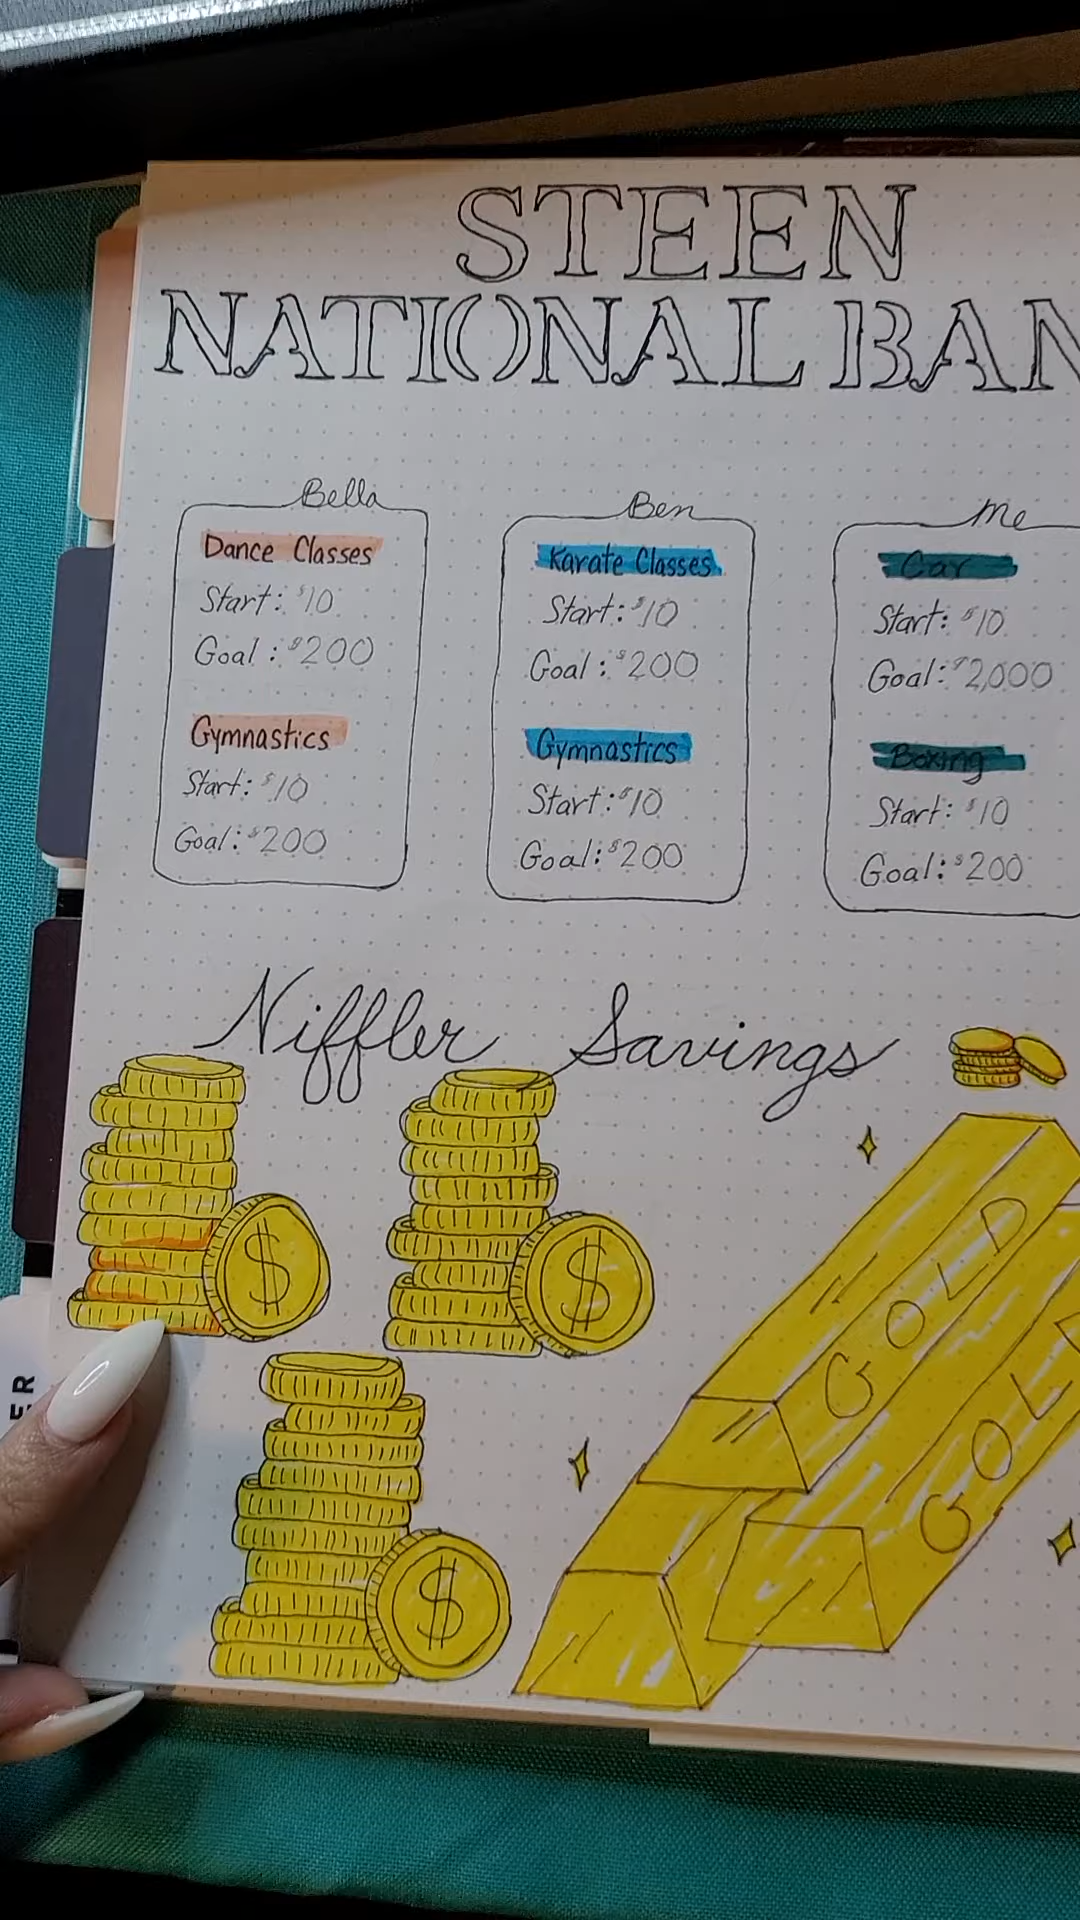 STEEN
NATIONAL BAN
Bella
Dance Classes
Start: $10
Goal: $200
Gymnastics
Start: $10
Goal: $200
Ben
Karate Classes
Start: $10
Goal: $200
Gymnastics
Start: $10
Goal: $200
Me
Car
Start: $10
Goal: $2,000
Boxing
Start: $10
Goal: $200
Niffler Savings
$
$
$
GOLD
GOL
ER